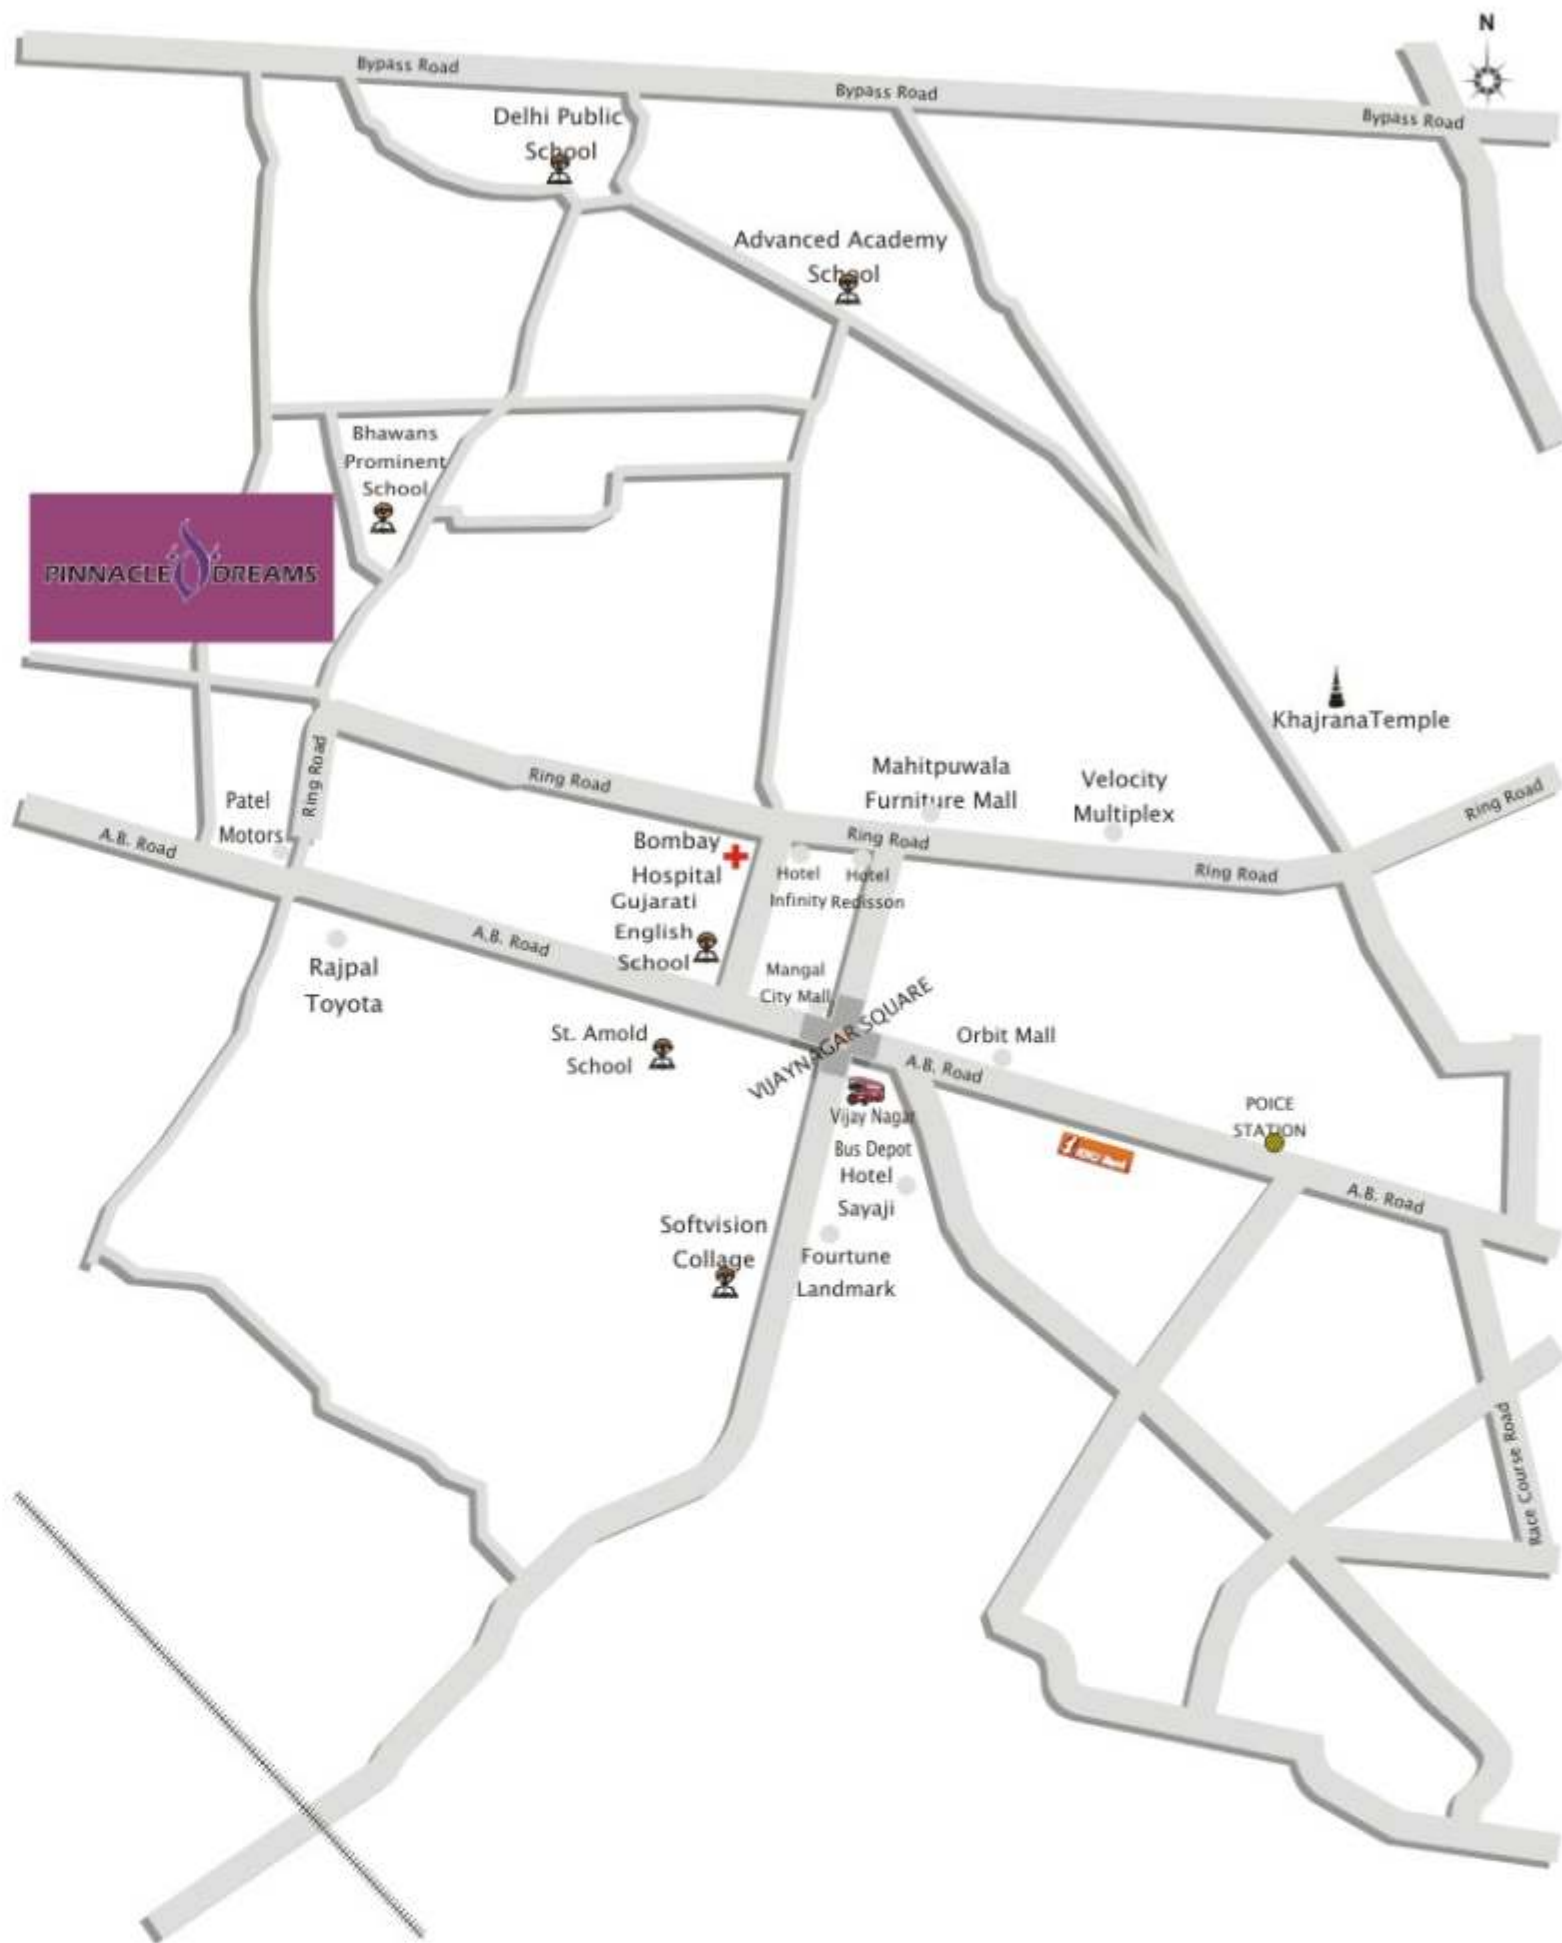 N
Bypass Road
Bypass Road
Bypass Road
Delhi Public
School
Advanced Academy
School
Bhawans
Prominent
School
PINNACLE DREAMS
KhajranaTemple
Ring Road
Ring Road
Mahitpuwala
Furniture Mall
Velocity
Multiplex
Ring Road
Patel
Motors
A.B. Road
Bombay
Hospital
Ring Road
Ring Road
Hotel
Infinity
Hotel
Redisson
Gujarati
English
School
A.B. Road
Rajpal
Toyota
Mangal
City Mall
VIJAYNAGAR SQUARE
St. Amold
School
Orbit Mall
A.B. Road
Vijay Nagar
Bus Depot
POICE
STATION
Hotel
Sayaji
A.B. Road
Softvision
Collage
Fourtune
Landmark
Race Course Road